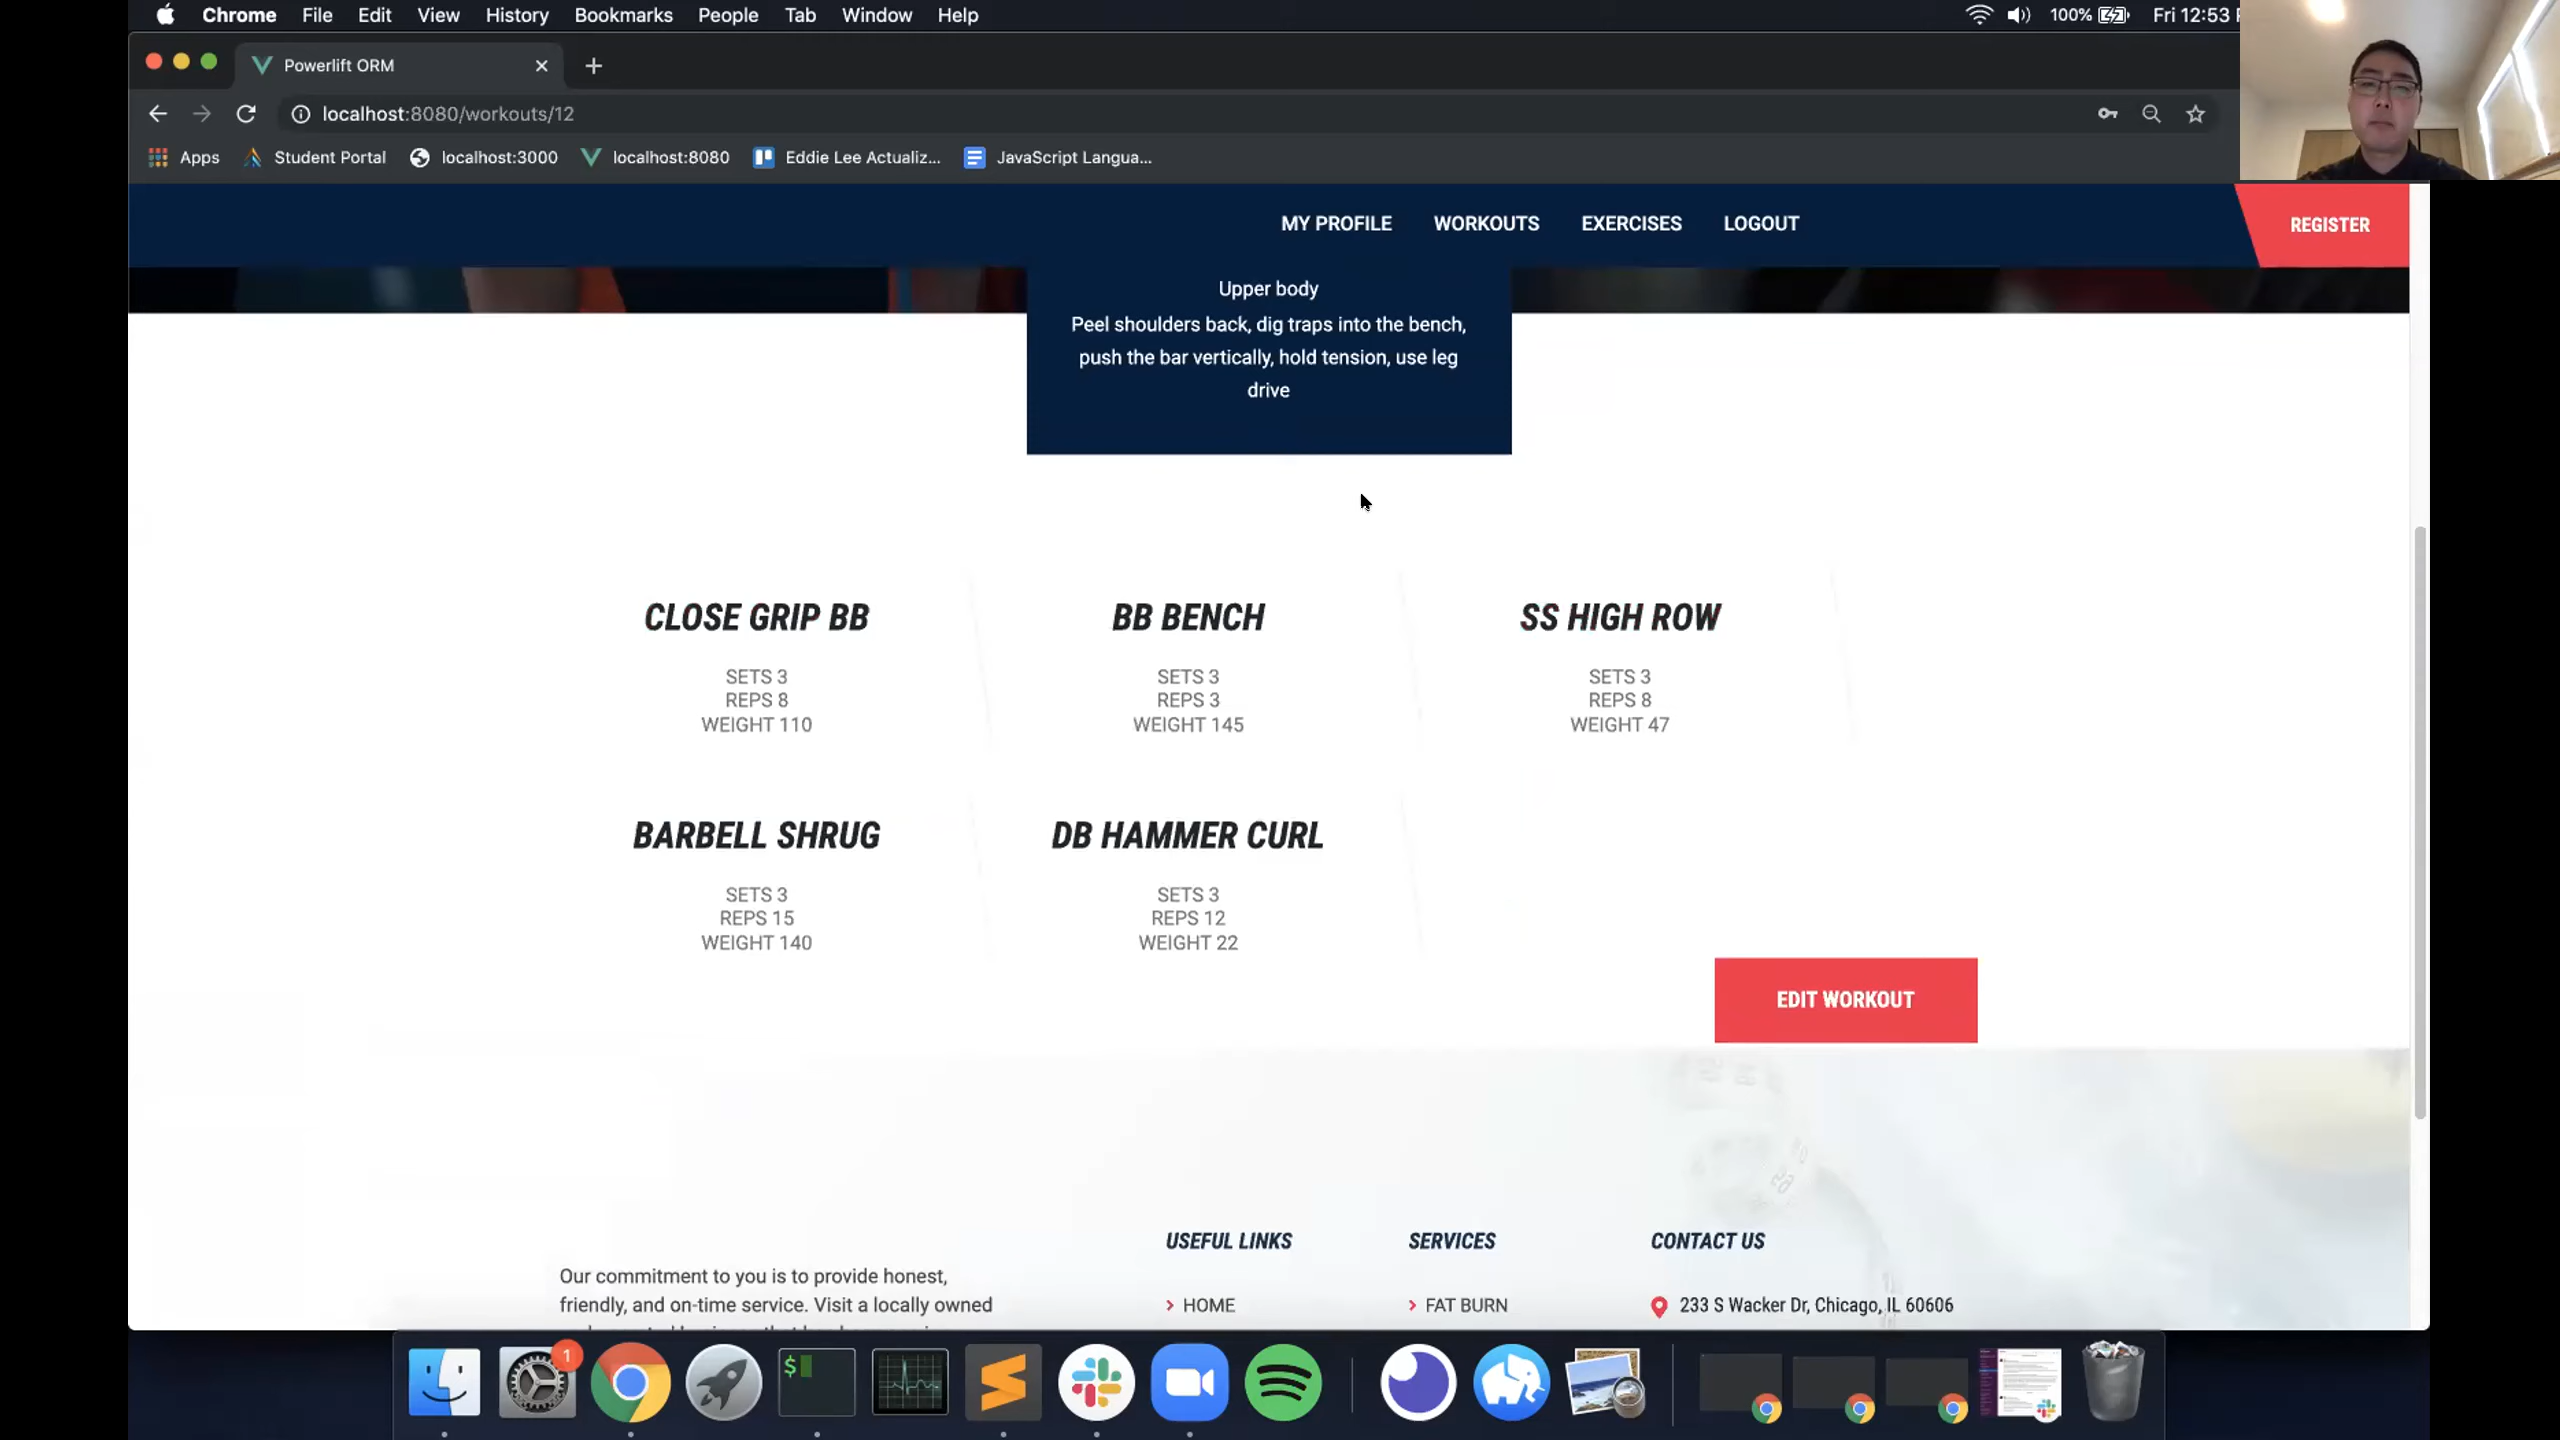 Chrome File Edit View History Bookmarks People Tab Window Help
100% Fri 12:53
Powerlift ORM
localhost:8080/workouts/12
Apps Student Portal localhost:3000 localhost:8080 Eddie Lee Actualiz... JavaScript Langua...
MY PROFILE WORKOUTS EXERCISES LOGOUT REGISTER
Upper body
Peel shoulders back, dig traps into the bench,
push the bar vertically, hold tension, use leg
drive
CLOSE GRIP BB
SETS 3
REPS 8
WEIGHT 110
BB BENCH
SETS 3
REPS 3
WEIGHT 145
SS HIGH ROW
SETS 3
REPS 8
WEIGHT 47
BARBELL SHRUG
SETS 3
REPS 15
WEIGHT 140
DB HAMMER CURL
SETS 3
REPS 12
WEIGHT 22
EDIT WORKOUT
Our commitment to you is to provide honest,
friendly, and on-time service. Visit a locally owned
USEFUL LINKS
HOME
SERVICES
FAT BURN
CONTACT US
233 S Wacker Dr, Chicago, IL 60606
1
$